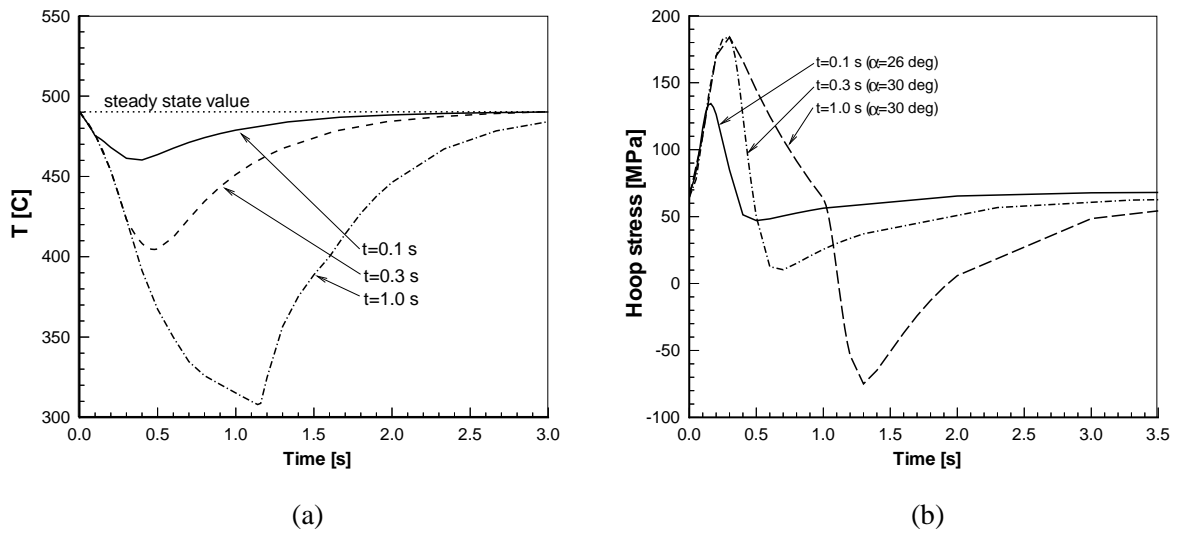 550
500
450
400
350
300
T [C]
0.0
0.5
1.0
1.5
2.0
2.5
3.0
Time [s]
steady state value
t=0.1 s
t=0.3 s
t=1.0 s
(a)
200
150
100
50
0
-50
-100
Hoop stress [MPa]
0.0
0.5
1.0
1.5
2.0
2.5
3.0
3.5
Time [s]
t=0.1 s (α=26 deg)
t=0.3 s (α=30 deg)
t=1.0 s (α=30 deg)
(b)